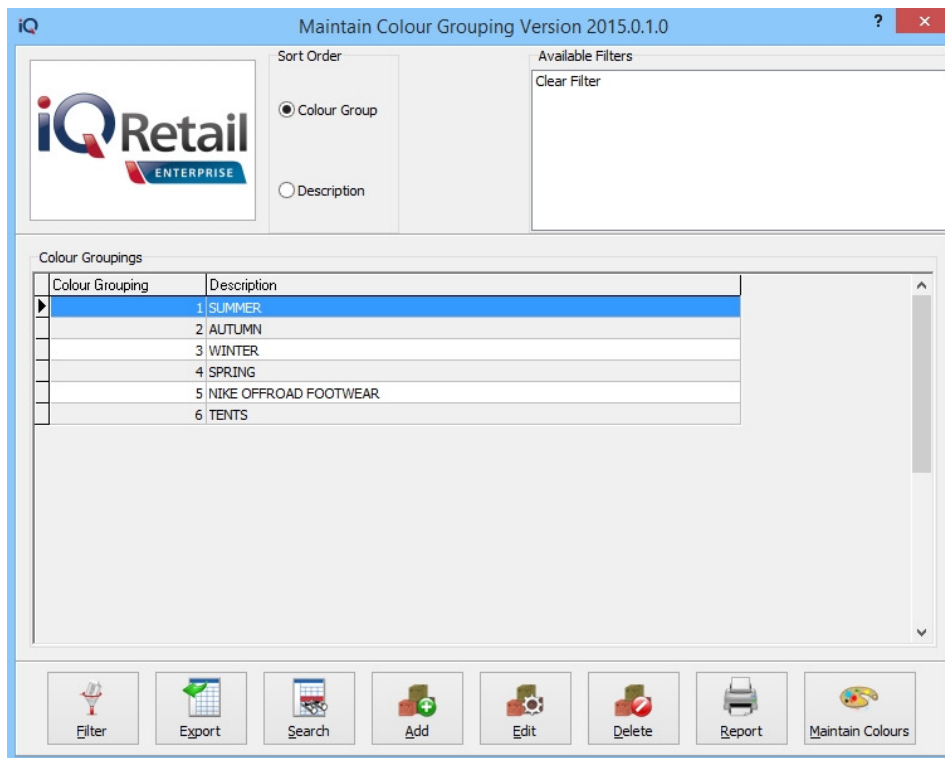 iQ Maintain Colour Grouping Version 2015.0.1.0 ? ×
Sort Order
Available Filters
iQ Retail
ENTERPRISE
Colour Group
Description
Clear Filter
Colour Groupings
Colour Grouping Description
1 SUMMER
2 AUTUMN
3 WINTER
4 SPRING
5 NIKE OFFROAD FOOTWEAR
6 TENTS
Filter Export Search Add Edit Delete Report Maintain Colours